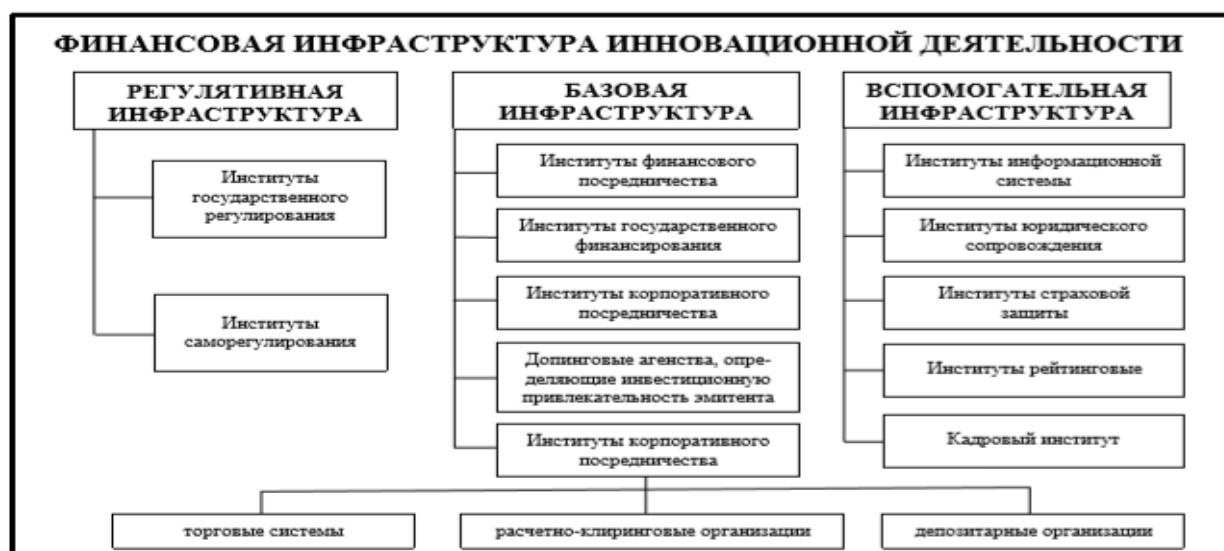 ФИНАНСОВАЯ ИНФРАСТРУКТУРА ИННОВАЦИОННОЙ ДЕЯТЕЛЬНОСТИ
РЕГУЛЯТИВНАЯ
ИНФРАСТРУКТУРА
Институты
государственного
регулирования
Институты
саморегулирования
БАЗОВАЯ
ИНФРАСТРУКТУРА
Институты финансового
посредничества
Институты государственного
финансирования
Институты корпоративного
посредничества
Допинговые агенства, опре-
деляющие инвестиционную
привлекательность эмитента
Институты корпоративного
посредничества
ВСПОМОГАТЕЛЬНАЯ
ИНФРАСТРУКТУРА
Институты информационной
системы
Институты юридического
сопровождения
Институты страховой
защиты
Институты рейтинговые
Кадровый институт
торговые системы
расчетно-клиринговые организации
депозитарные организации